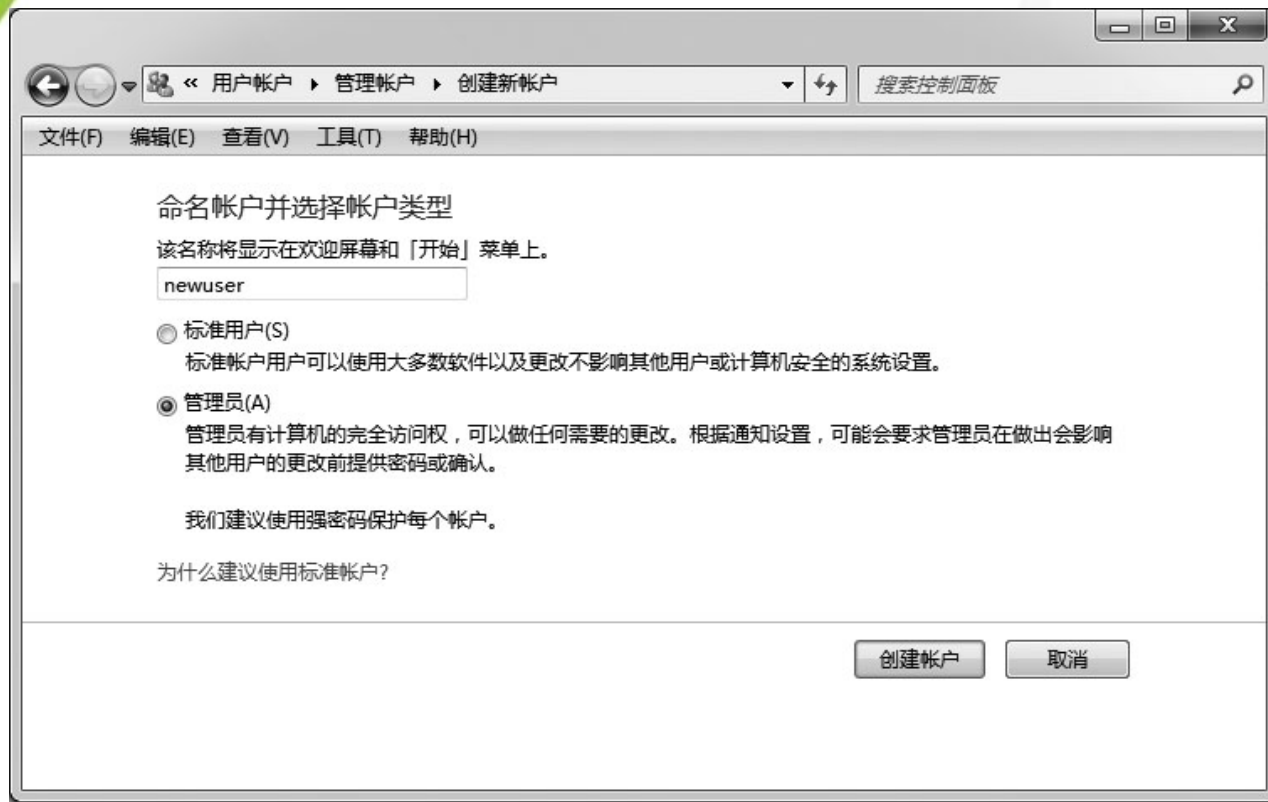 « 用户帐户 ▸ 管理帐户 ▸ 创建新帐户
搜索控制面板
文件(F) 编辑(E) 查看(V) 工具(T) 帮助(H)
命名帐户并选择帐户类型
该名称将显示在欢迎屏幕和「开始」菜单上。
newuser
标准用户(S)
标准帐户用户可以使用大多数软件以及更改不影响其他用户或计算机安全的系统设置。
管理员(A)
管理员有计算机的完全访问权，可以做任何需要的更改。根据通知设置，可能会要求管理员在做出会影响
其他用户的更改前提供密码或确认。
我们建议使用强密码保护每个帐户。
为什么建议使用标准帐户?
创建帐户 取消